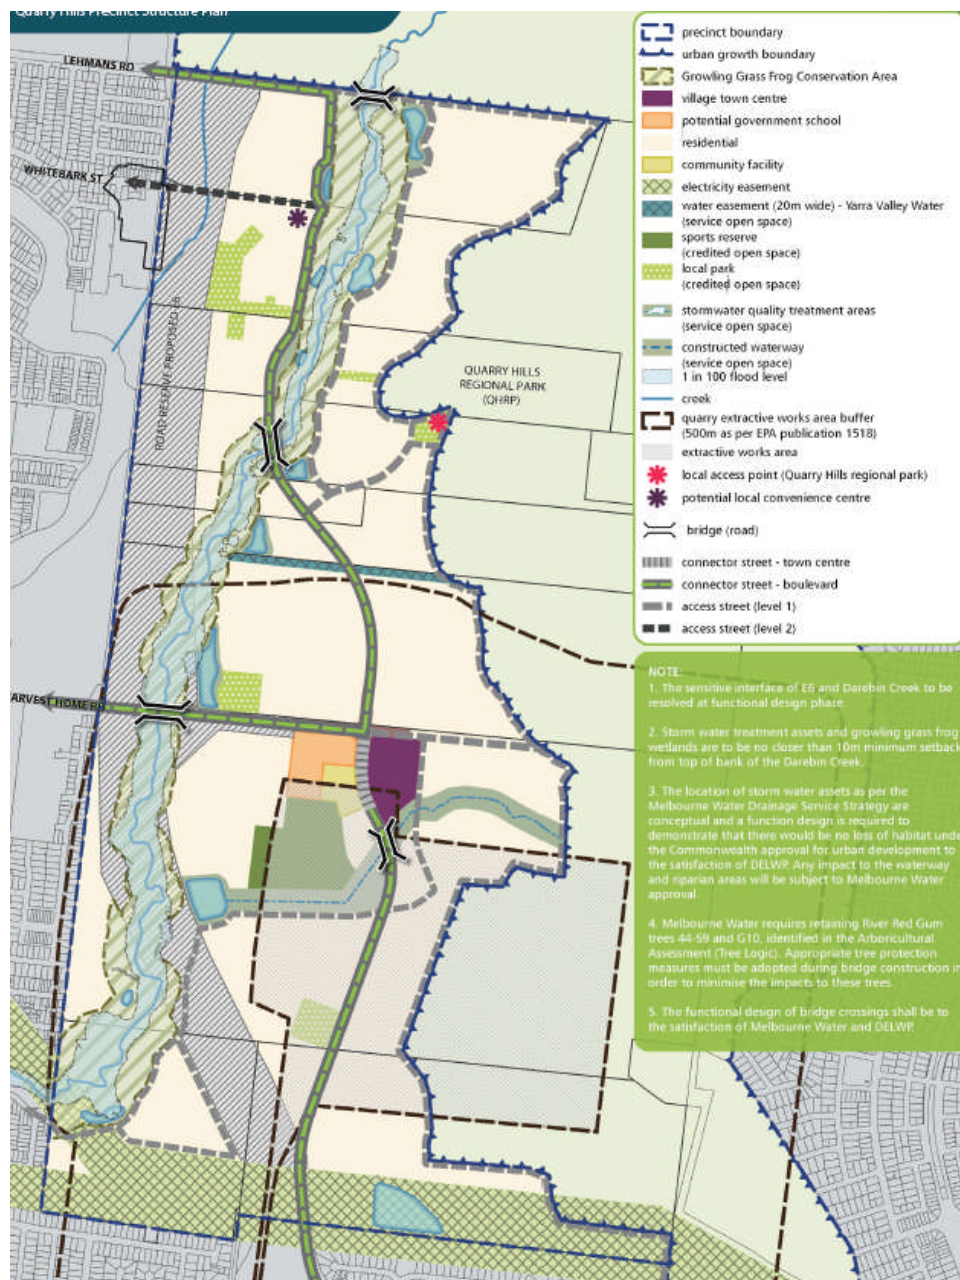 Quarry Hills Precinct Structure Plan
LEHMANS RD
WHITEBARK ST
ROAD RESERVE PROPOSED E6
QUARRY HILLS
REGIONAL PARK
(QHRP)
ARVEST HOME RD
precinct boundary
urban growth boundary
Growling Grass Frog Conservation Area
village town centre
potential government school
residential
community facility
electricity easement
water easement (20m wide) - Yarra Valley Water
(service open space)
sports reserve
(credited open space)
local park
(credited open space)
stormwater quality treatment areas
(service open space)
constructed waterway
(service open space)
1 in 100 flood level
creek
quarry extractive works area buffer
(500m as per EPA publication 1518)
extractive works area
local access point (Quarry Hills regional park)
potential local convenience centre
bridge (road)
connector street - town centre
connector street - boulevard
access street (level 1)
access street (level 2)
NOTE:
1. The sensitive interface of E6 and Darebin Creek to be
resolved at functional design phase.
2. Storm water treatment assets and growling grass frog
wetlands are to be no closer than 10m minimum setback
from top of bank of the Darebin Creek.
3. The location of storm water assets as per the
Melbourne Water Drainage Service Strategy are
conceptual and a function design is required to
demonstrate that there would be no loss of habitat unde
the Commonwealth approval for urban development to
the satisfaction of DELWP. Any impact to the waterway
and riparian areas will be subject to Melbourne Water
approval.
4. Melbourne Water requires retaining River Red Gum
trees 44-59 and G10, identified in the Arboricultural
Assessment (Tree Logic). Appropriate tree protection
measures must be adopted during bridge construction in
order to minimise the impacts to these trees.
5. The functional design of bridge crossings shall be to
the satisfaction of Melbourne Water and DELWP.